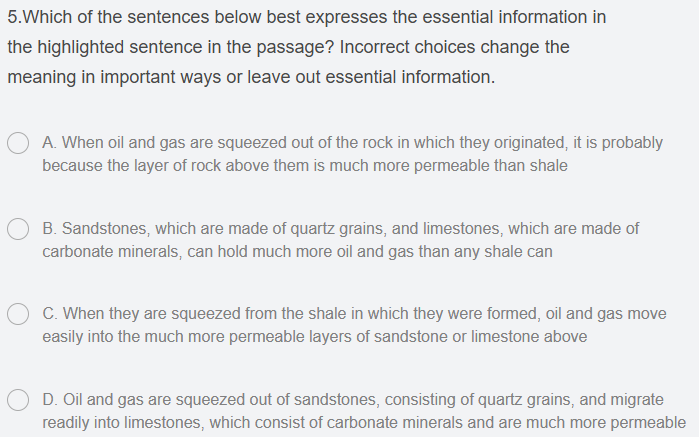 5.Which of the sentences below best expresses the essential information in
the highlighted sentence in the passage? Incorrect choices change the
meaning in important ways or leave out essential information.
A. When oil and gas are squeezed out of the rock in which they originated, it is probably
because the layer of rock above them is much more permeable than shale
B. Sandstones, which are made of quartz grains, and limestones, which are made of
carbonate minerals, can hold much more oil and gas than any shale can
C. When they are squeezed from the shale in which they were formed, oil and gas move
easily into the much more permeable layers of sandstone or limestone above
D. Oil and gas are squeezed out of sandstones, consisting of quartz grains, and migrate
readily into limestones, which consist of carbonate minerals and are much more permeable